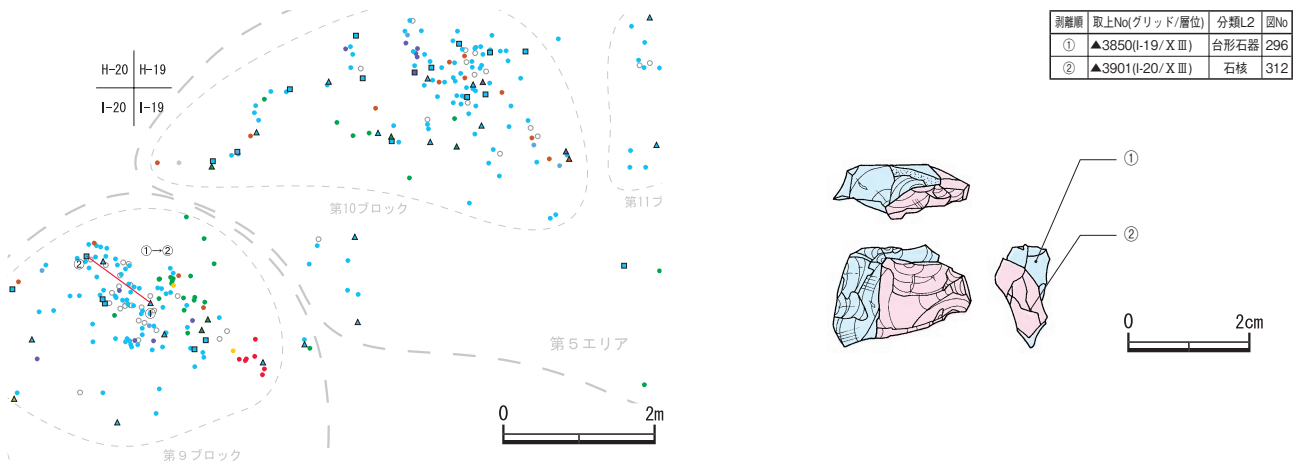 H-20 H-19
I-20 I-19
第10ブロック
第11ブ
①→②
②
①
第5エリア
第9ブロック
0 2m
剥離順 取上No(グリッド/層位) 分類L2 図No
① ▲3850(I-19/XⅢ) 台形石器 296
② ▲3901(I-20/XⅢ) 石核 312
①
②
0 2cm